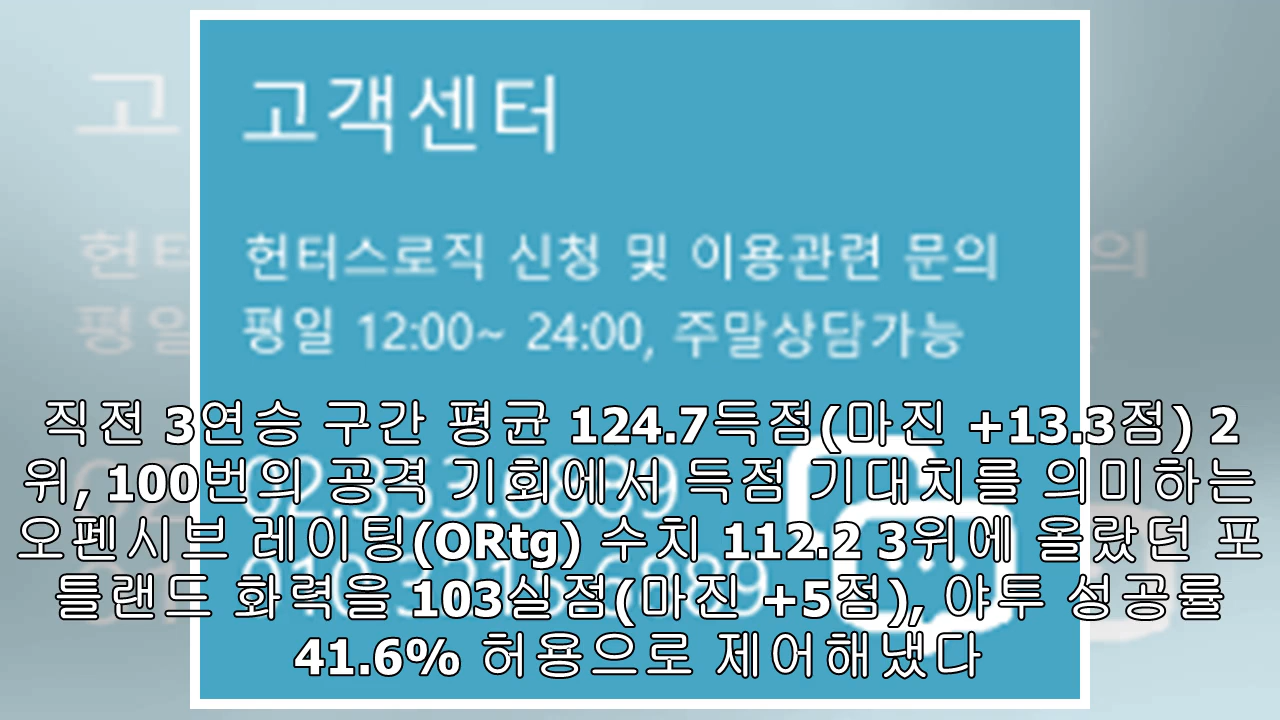 고객센터
헌터스로직 신청 및 이용관련 문의
평일 12:00~ 24:00, 주말상담가능
직전 3연승 구간 평균 124.7득점(마진 +13.3점) 2
위, 100번의 공격 기회에서 득점 기대치를 의미하는
오펜시브 레이팅(ORtg) 수치 112.2 3위에 올랐던 포
틀랜드 화력을 103실점(마진 +5점), 야투 성공률
41.6% 허용으로 제어해냈다